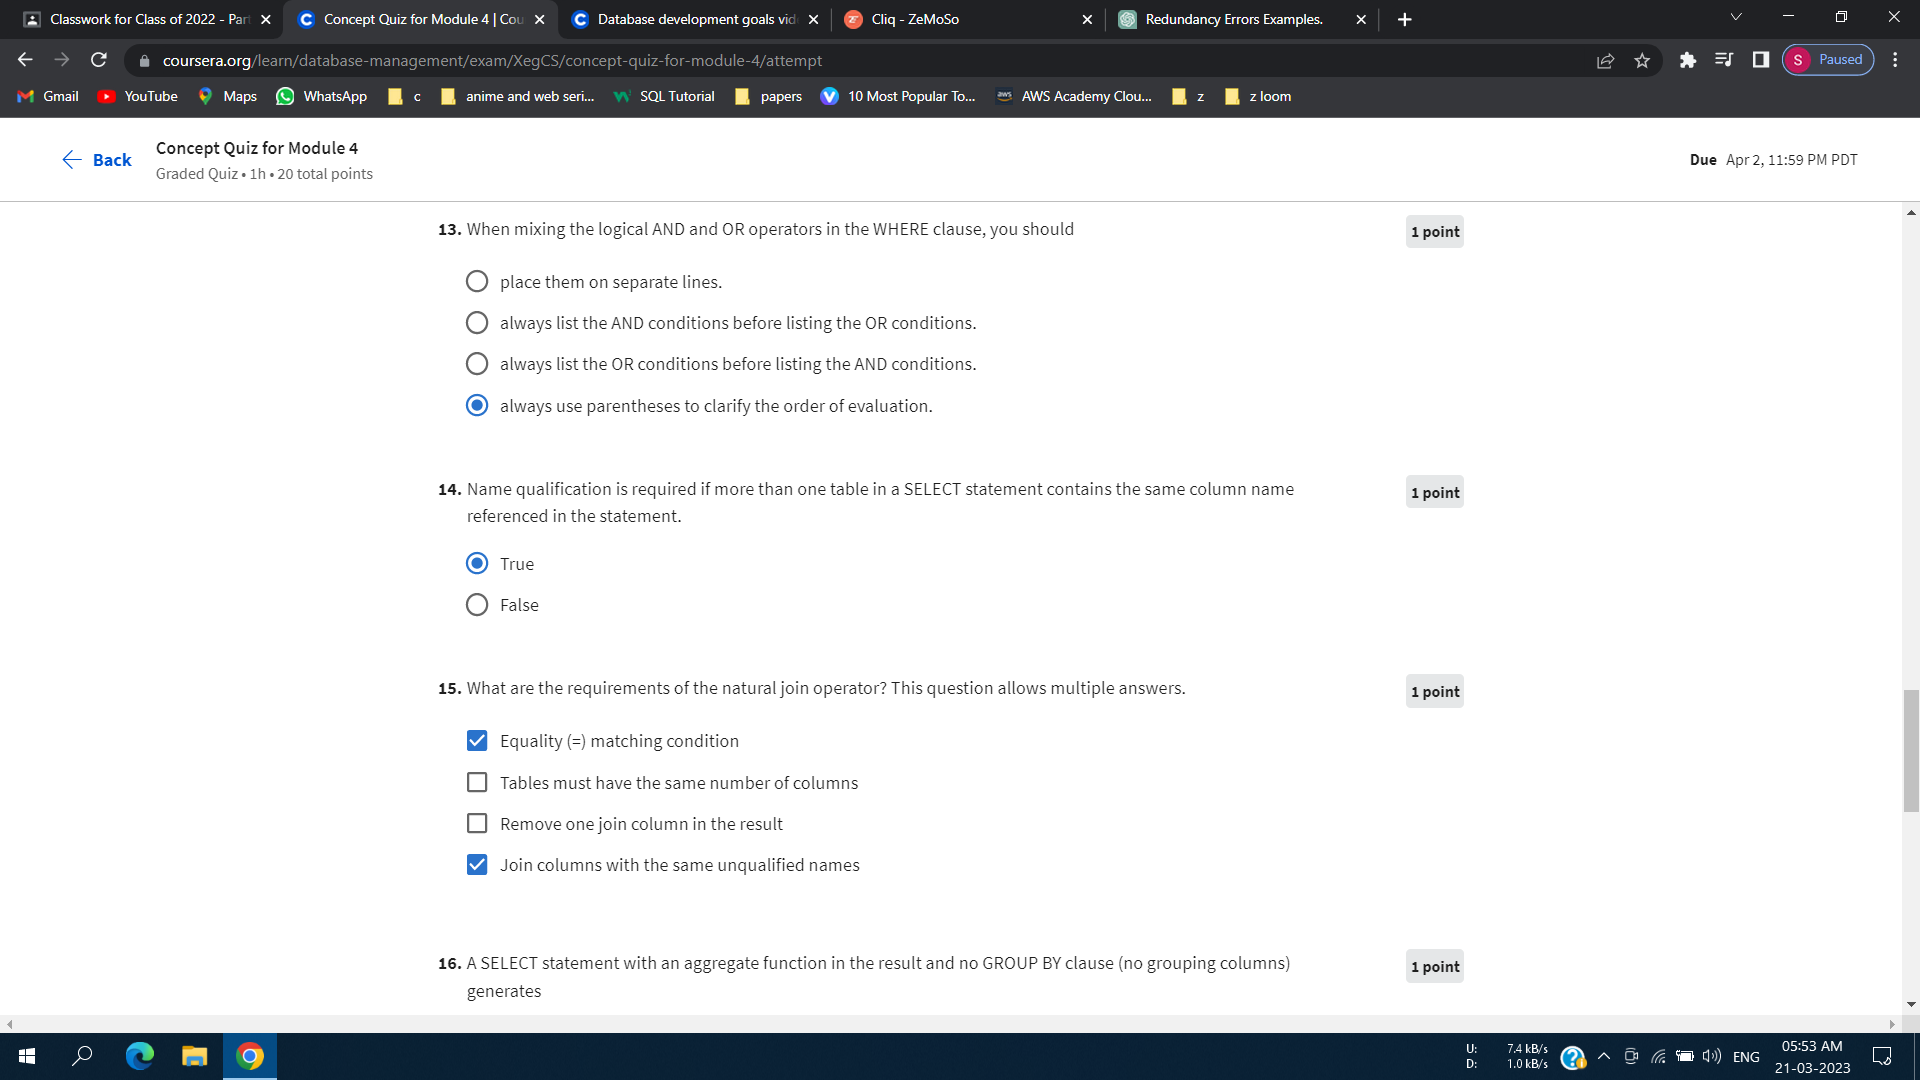 Classwork for Class of 2022 - Par
Concept Quiz for Module 4 | Cou
Database development goals vid
Cliq - ZeMoSo
Redundancy Errors Examples.
coursera.org/learn/database-management/exam/XegCS/concept-quiz-for-module-4/attempt
S Paused
Gmail YouTube Maps WhatsApp c anime and web seri... SQL Tutorial papers 10 Most Popular To... aws AWS Academy Clou... z z loom
Back
Concept Quiz for Module 4
Graded Quiz • 1h • 20 total points
Due Apr 2, 11:59 PM PDT
13. When mixing the logical AND and OR operators in the WHERE clause, you should
1 point
place them on separate lines.
always list the AND conditions before listing the OR conditions.
always list the OR conditions before listing the AND conditions.
always use parentheses to clarify the order of evaluation.
14. Name qualification is required if more than one table in a SELECT statement contains the same column name
referenced in the statement.
1 point
True
False
15. What are the requirements of the natural join operator? This question allows multiple answers.
1 point
Equality (=) matching condition
Tables must have the same number of columns
Remove one join column in the result
Join columns with the same unqualified names
16. A SELECT statement with an aggregate function in the result and no GROUP BY clause (no grouping columns)
generates
1 point
U: 7.4 kB/s
D: 1.0 kB/s
ENG
05:53 AM
21-03-2023